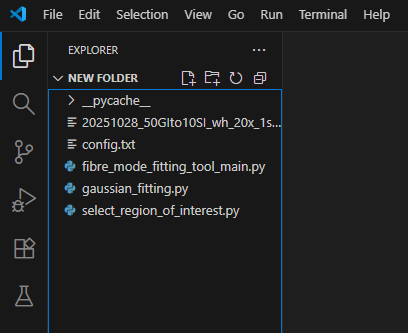 File Edit Selection View Go Run Terminal Help
EXPLORER ...
NEW FOLDER
__pycache__
20251028_50GIto10SI_wh_20x_1s...
config.txt
fibre_mode_fitting_tool_main.py
gaussian_fitting.py
select_region_of_interest.py